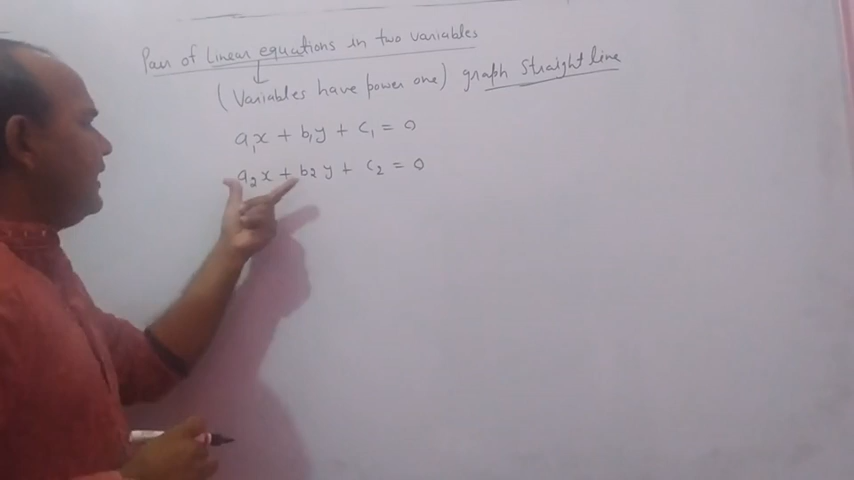 Pair of Linear equations in two variables
(Variables have power one) graph straight line
a₁x + b₁y + c₁ = 0
a₂x + b₂y + c₂ = 0